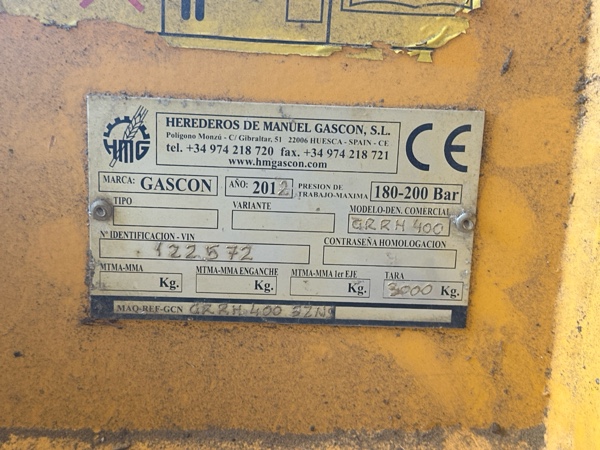 HMG
HEREDEROS DE MANUEL GASCON, S.L.
Polígono Monzú - C/ Gibraltar, 51 22006 HUESCA - SPAIN - CE
tel. +34 974 218 720 fax. +34 974 218 721
www.hmgascon.com
CE
MARCA: GASCON
AÑO: 2012
PRESION DE TRABAJO-MAXIMA 180-200 Bar
TIPO
VARIANTE
MODELO-DEN. COMERCIAL
GRRH 400
Nº IDENTIFICACION - VIN
CONTRASEÑA HOMOLOGACION
122572
MTMA-MMA
MTMA-MMA ENGANCHE
MTMA-MMA 1er EJE
TARA
Kg.
Kg.
Kg.
3000 Kg.
MAQ-REF-GCN GRRH 400